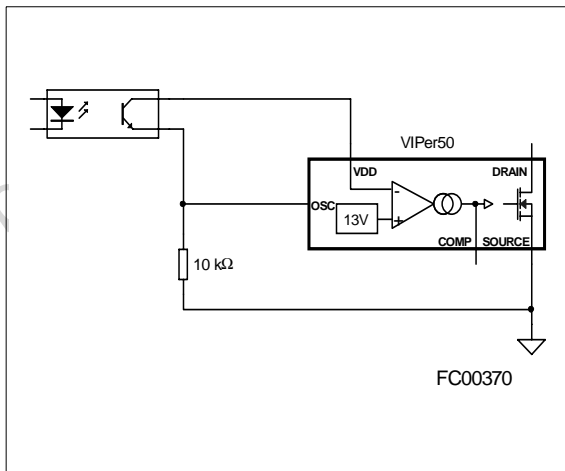 VIPer50
VDD
DRAIN
OSC
13V
-
+
COMP
SOURCE
10 kΩ
FC00370